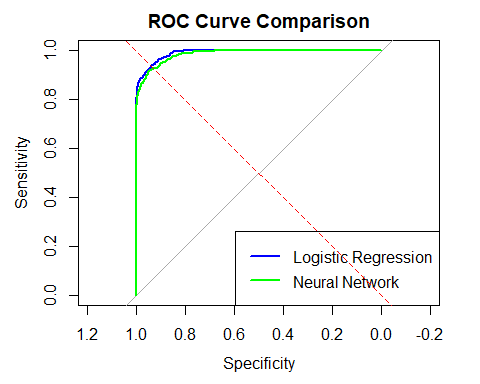 ROC Curve Comparison
Sensitivity
1.0
0.8
0.6
0.4
0.2
0.0
Logistic Regression
Neural Network
1.2 1.0 0.8 0.6 0.4 0.2 0.0 -0.2
Specificity